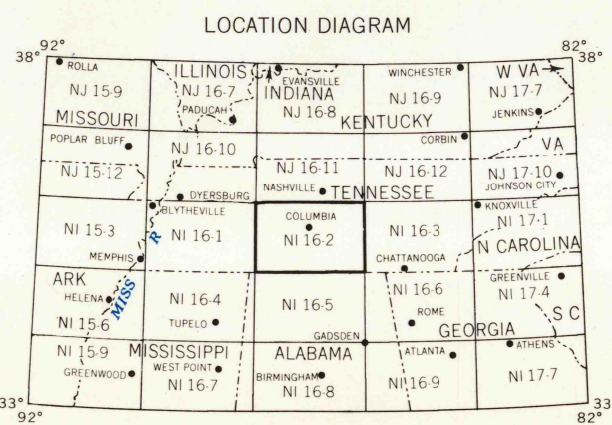 LOCATION DIAGRAM
92° 82°
38° 38°
ROLLA ILLINOIS EVANSVILLE WINCHESTER W VA
NJ 15-9 NJ 16-7 INDIANA NJ 16-8 NJ 16-9 NJ 17-7
PADUCAH JENKINS
MISSOURI KENTUCKY
POPLAR BLUFF NJ 16-10 CORBIN VA
NJ 15-12 NJ 16-11 NJ 16-12 NJ 17-10
DYERSBURG NASHVILLE TENNESSEE JOHNSON CITY
BLYTHEVILLE COLUMBIA KNOXVILLE
NI 15-3 R NI 16-1 NI 16-2 NI 16-3 NI 17-1
MEMPHIS CHATTANOOGA N CAROLINA
ARK NI 16-6 GREENVILLE
HELENA MISS NI 16-4 NI 16-5 ROME NI 17-4
NI 15-6 TUPELO GADSDEN GEORGIA S C
NI 15-9 MISSISSIPPI ALABAMA ATLANTA ATHENS
GREENWOOD WEST POINT BIRMINGHAM
NI 16-7 NI 16-8 NI 16-9 NI 17-7
33° 33°
92° 82°